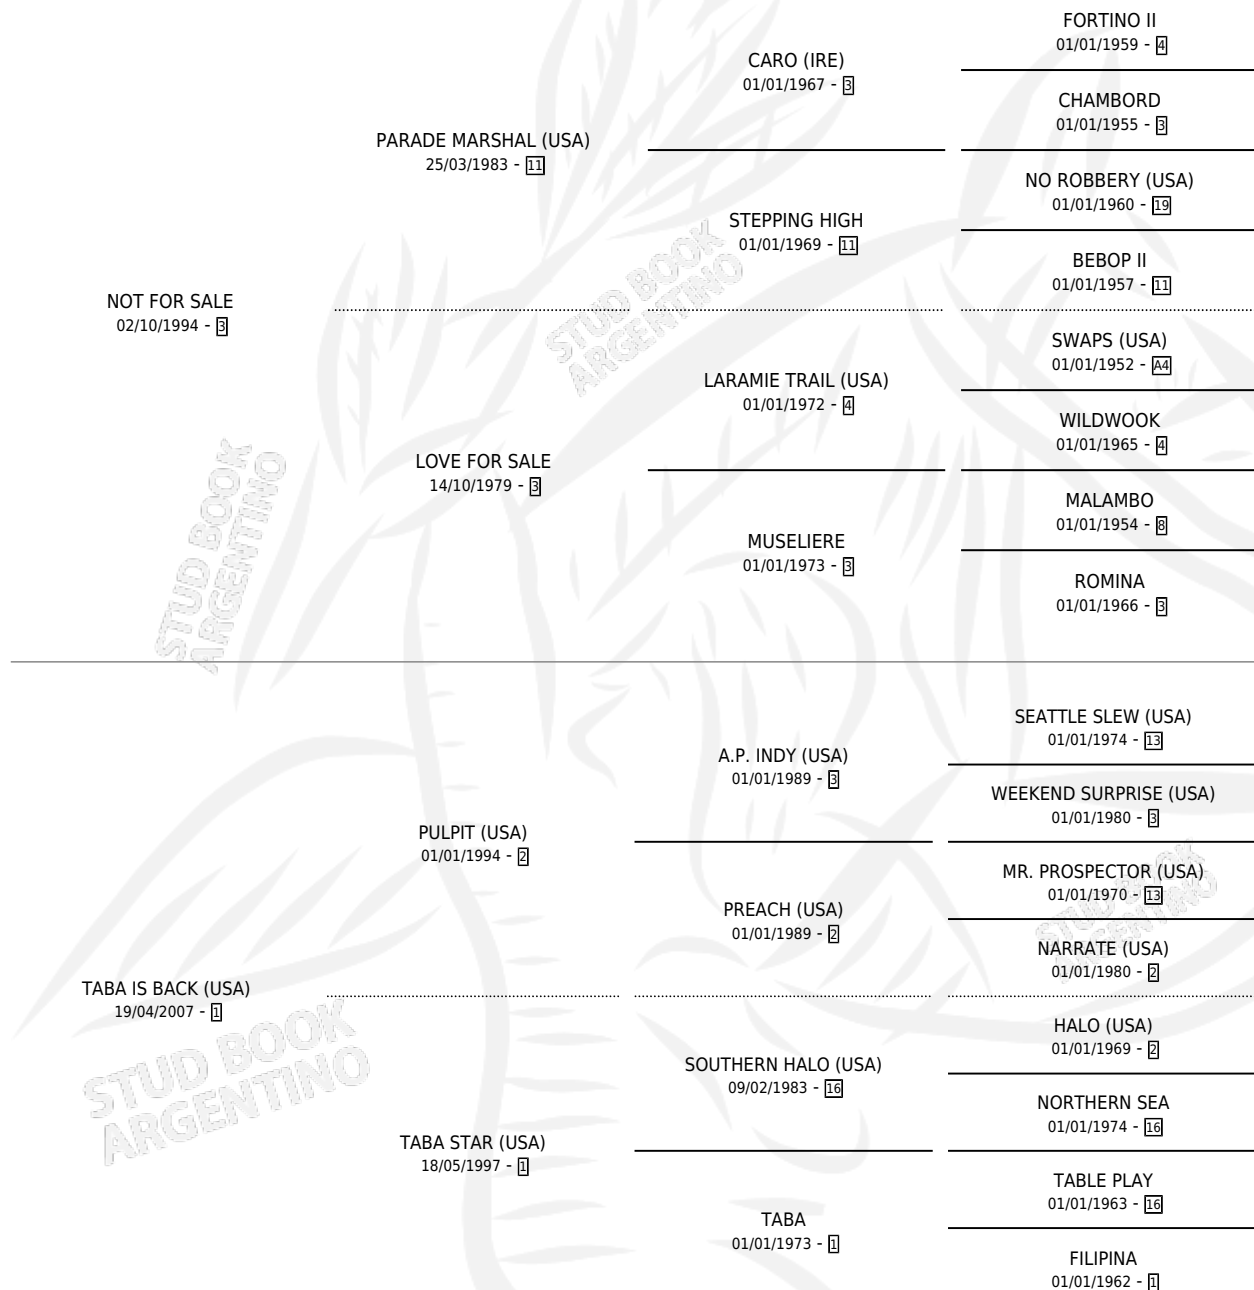 FORTINO II
01/01/1959 - 4
CARO (IRE)
01/01/1967 - 3
CHAMBORD
01/01/1955 - 3
PARADE MARSHAL (USA)
25/03/1983 - 11
NO ROBBERY (USA)
01/01/1960 - 19
STEPPING HIGH
01/01/1969 - 11
BEBOP II
01/01/1957 - 11
NOT FOR SALE
02/10/1994 - 3
SWAPS (USA)
01/01/1952 - A4
LARAMIE TRAIL (USA)
01/01/1972 - 4
WILDWOOK
01/01/1965 - 4
LOVE FOR SALE
14/10/1979 - 3
MALAMBO
01/01/1954 - 8
MUSELIERE
01/01/1973 - 3
ROMINA
01/01/1966 - 3
STUD BOOK
ARGENTINO
STUD BOOK
ARGENTINO
SEATTLE SLEW (USA)
01/01/1974 - 13
A.P. INDY (USA)
01/01/1989 - 3
WEEKEND SURPRISE (USA)
01/01/1980 - 3
PULPIT (USA)
01/01/1994 - 2
MR. PROSPECTOR (USA)
01/01/1970 - 13
PREACH (USA)
01/01/1989 - 2
NARRATE (USA)
01/01/1980 - 2
STUD BOOK
ARGENTINO
TABA IS BACK (USA)
19/04/2007 - 1
HALO (USA)
01/01/1969 - 2
SOUTHERN HALO (USA)
09/02/1983 - 16
NORTHERN SEA
01/01/1974 - 16
STUD BOOK
ARGENTINO
TABA STAR (USA)
18/05/1997 - 1
TABLE PLAY
01/01/1963 - 16
TABA
01/01/1973 - 1
FILIPINA
01/01/1962 - 1